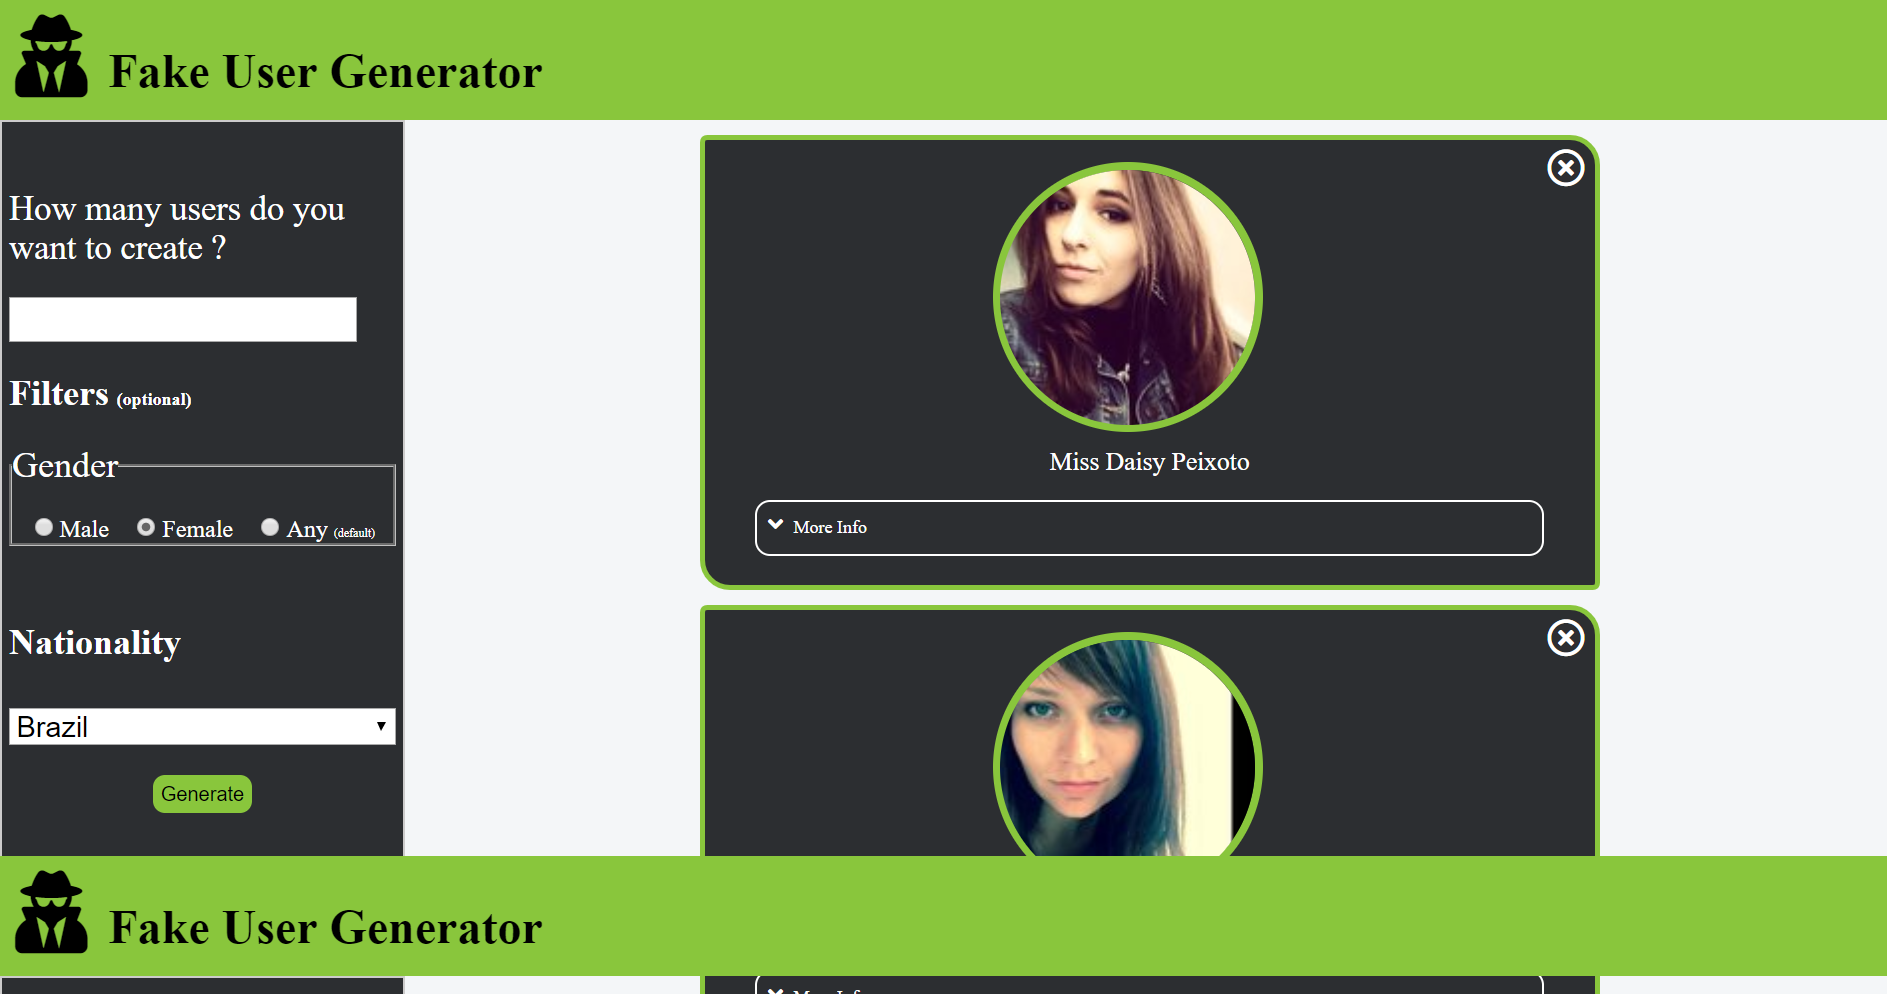 Fake User Generator
How many users do you
want to create ?
Filters (optional)
Gender
Male Female Any (default)
Nationality
Brazil
Generate
Miss Daisy Peixoto
More Info
Fake User Generator